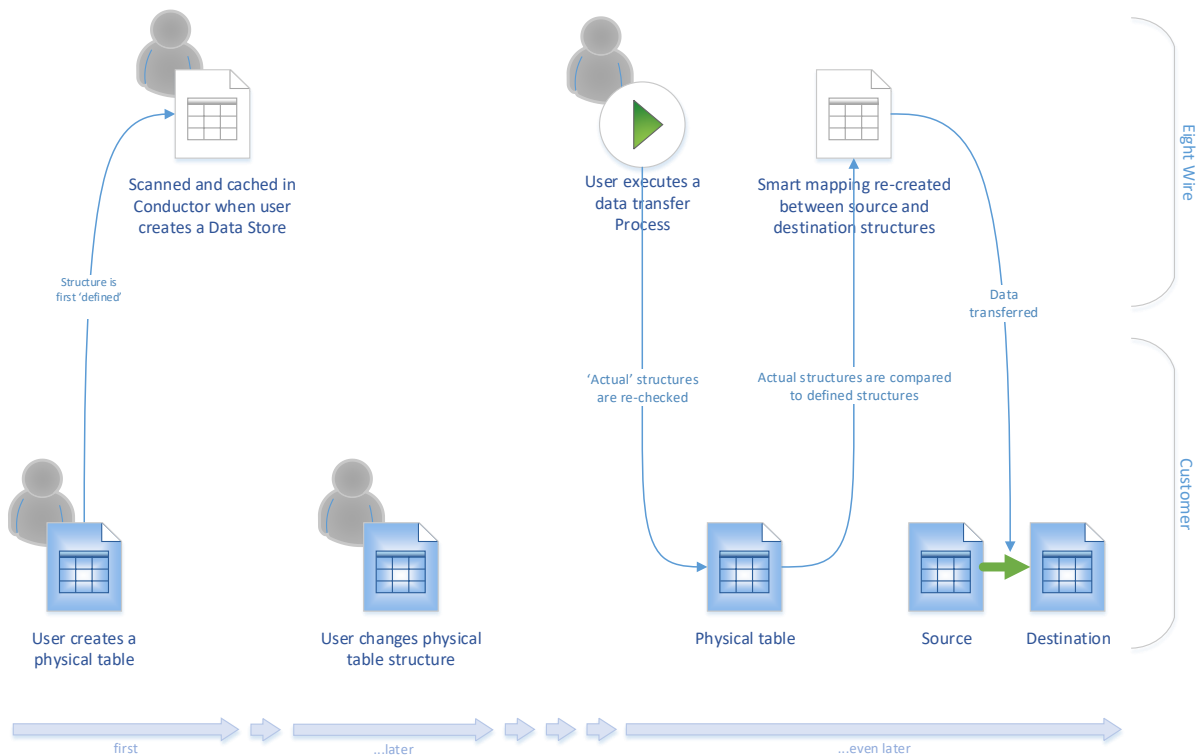 Scanned and cached in
Conductor when user
creates a Data Store
User executes a
data transfer
Process
Smart mapping re-created
between source and
destination structures
Eight Wire
Structure is
first ‘defined’
Data
transferred
‘Actual’ structures
are re-checked
Actual structures are compared
to defined structures
Customer
User creates a
physical table
User changes physical
table structure
Physical table
Source
Destination
first
...later
...even later